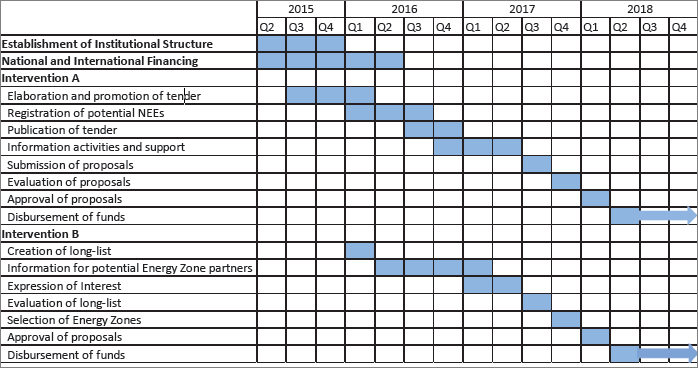 2015 2016 2017 2018
Q2 Q3 Q4 Q1 Q2 Q3 Q4 Q1 Q2 Q3 Q4 Q1 Q2 Q3 Q4
Establishment of Institutional Structure
National and International Financing
Intervention A
Elaboration and promotion of tender
Registration of potential NEEs
Publication of tender
Information activities and support
Submission of proposals
Evaluation of proposals
Approval of proposals
Disbursement of funds
Intervention B
Creation of long-list
Information for potential Energy Zone partners
Expression of Interest
Evaluation of long-list
Selection of Energy Zones
Approval of proposals
Disbursement of funds